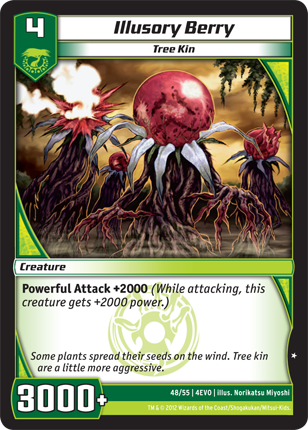 4
Illusory Berry
Tree Kin
Creature
Powerful Attack +2000 (While attacking, this
creature gets +2000 power.)
Some plants spread their seeds on the wind. Tree kin
are a little more aggressive.
3000+
48/55 | 4EVO | illus. Norikatsu Miyoshi
TM & © 2012 Wizards of the Coast/Shogakukan/Mitsui-Kids